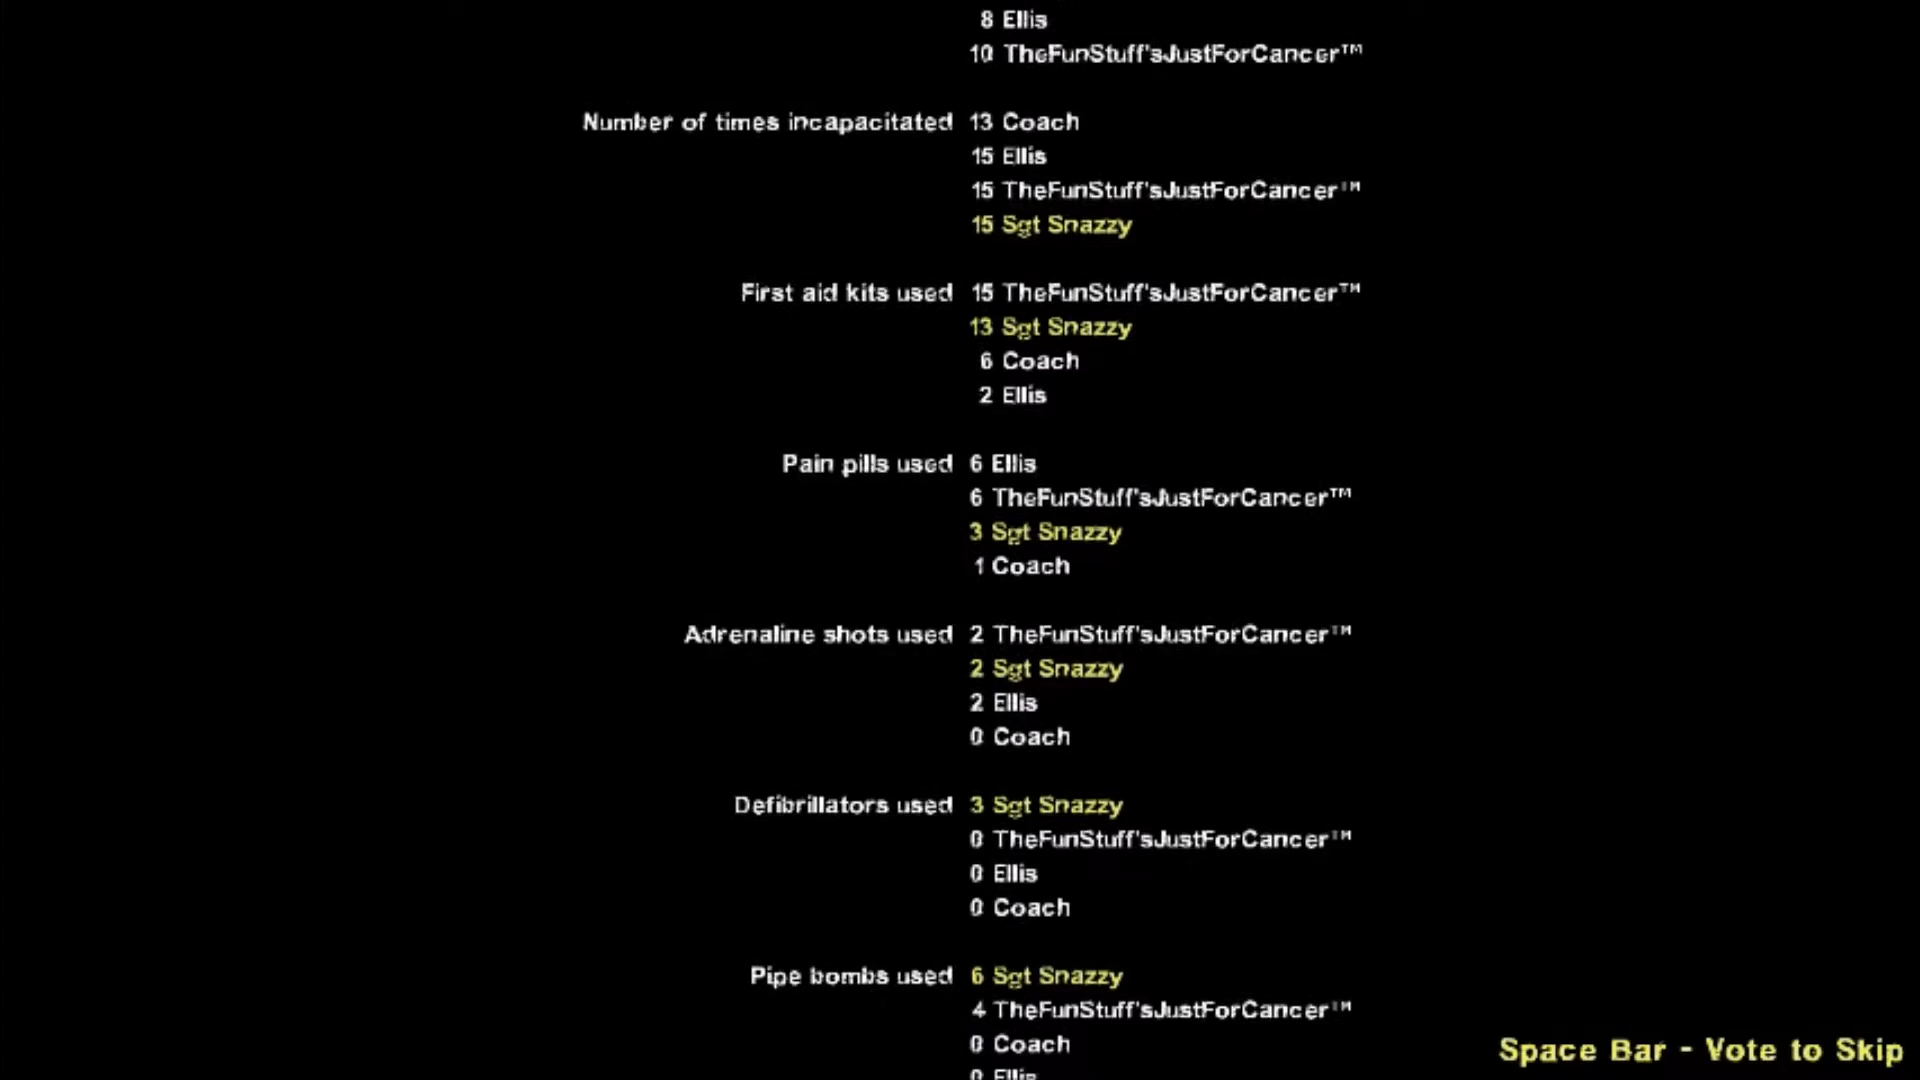 8 Ellis
10 TheFunStuff'sJustForCancer™
Number of times incapacitated 13 Coach
15 Ellis
15 TheFunStuff'sJustForCancer™
15 Sgt Snazzy
First aid kits used 15 TheFunStuff'sJustForCancer™
13 Sgt Snazzy
6 Coach
2 Ellis
Pain pills used 6 Ellis
6 TheFunStuff'sJustForCancer™
3 Sgt Snazzy
1 Coach
Adrenaline shots used 2 TheFunStuff'sJustForCancer™
2 Sgt Snazzy
2 Ellis
0 Coach
Defibrillators used 3 Sgt Snazzy
0 TheFunStuff'sJustForCancer™
0 Ellis
0 Coach
Pipe bombs used 6 Sgt Snazzy
4 TheFunStuff'sJustForCancer™
0 Coach
0 Ellis
Space Bar - Vote to Skip